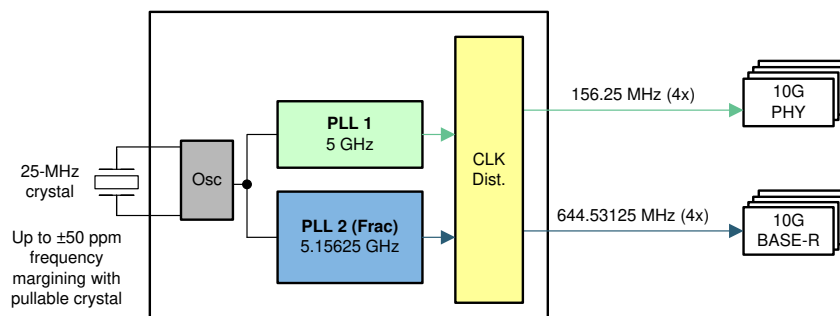 25-MHz
crystal
Up to ±50 ppm
frequency
margining with
pullable crystal
Osc
PLL 1
5 GHz
PLL 2 (Frac)
5.15625 GHz
CLK
Dist.
156.25 MHz (4x)
10G
PHY
644.53125 MHz (4x)
10G
BASE-R